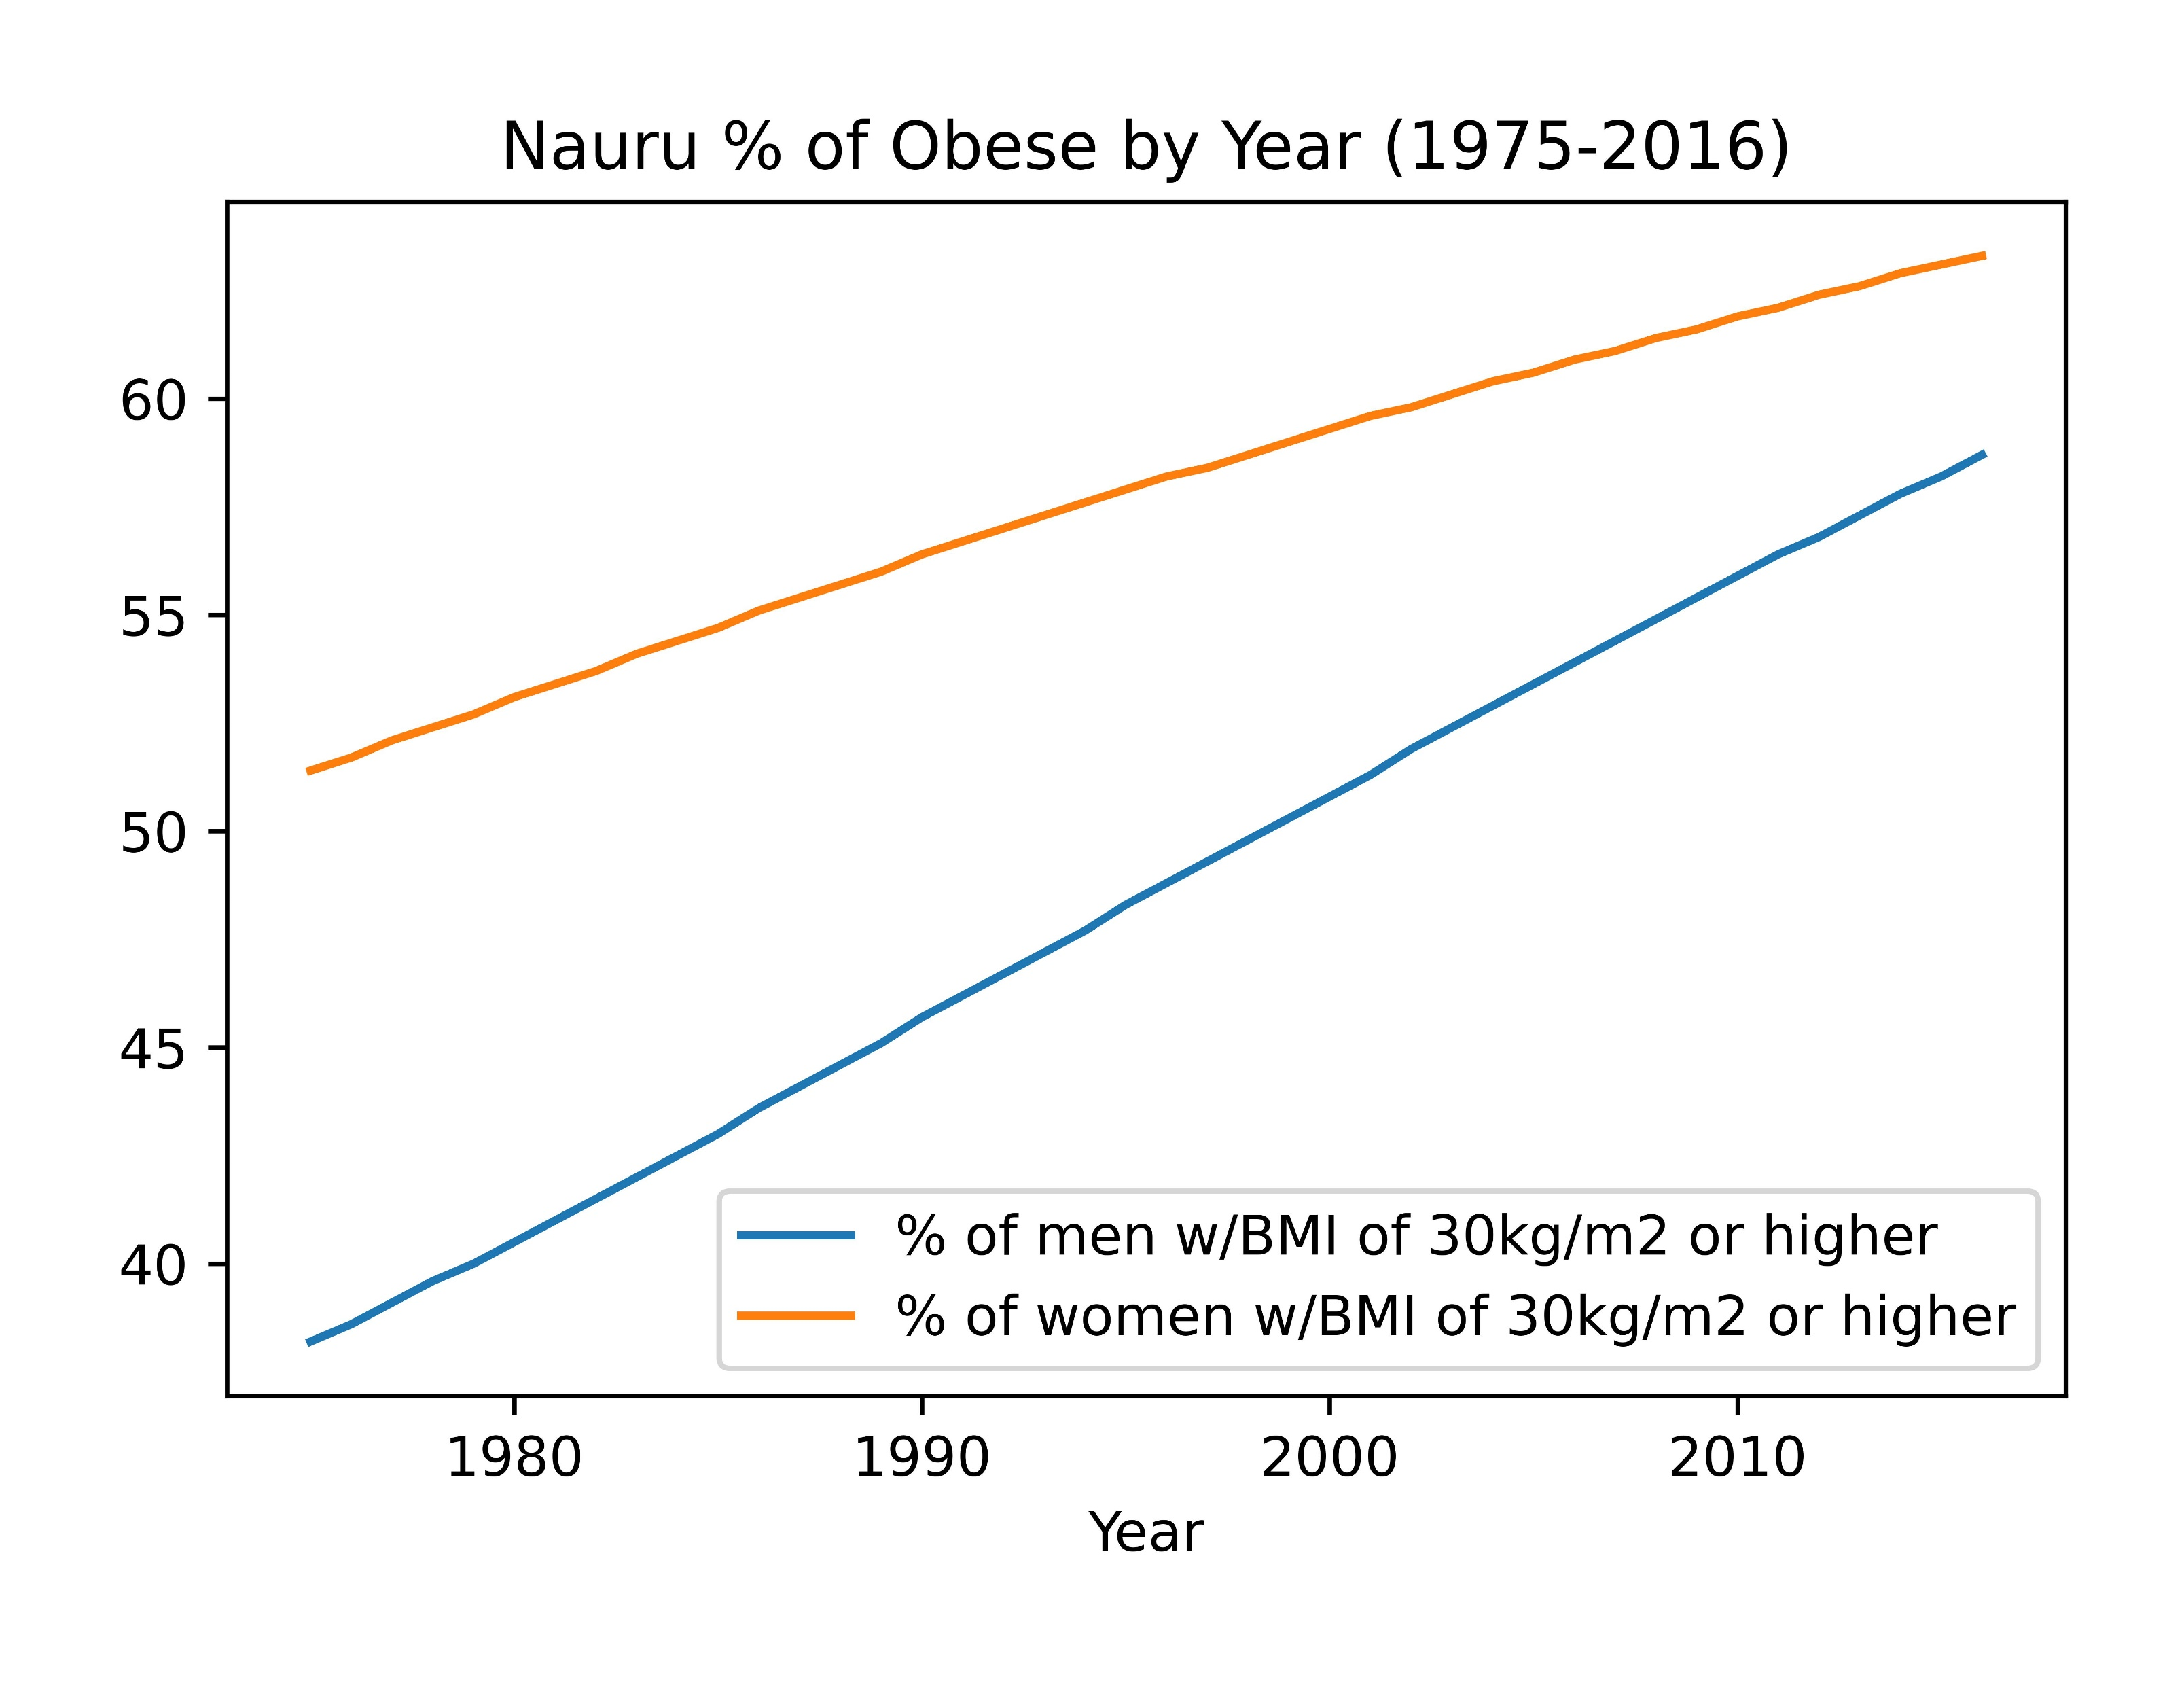 Nauru % of Obese by Year (1975-2016)
60
55
50
45
40
% of men w/BMI of 30kg/m2 or higher
% of women w/BMI of 30kg/m2 or higher
1980 1990 2000 2010
Year